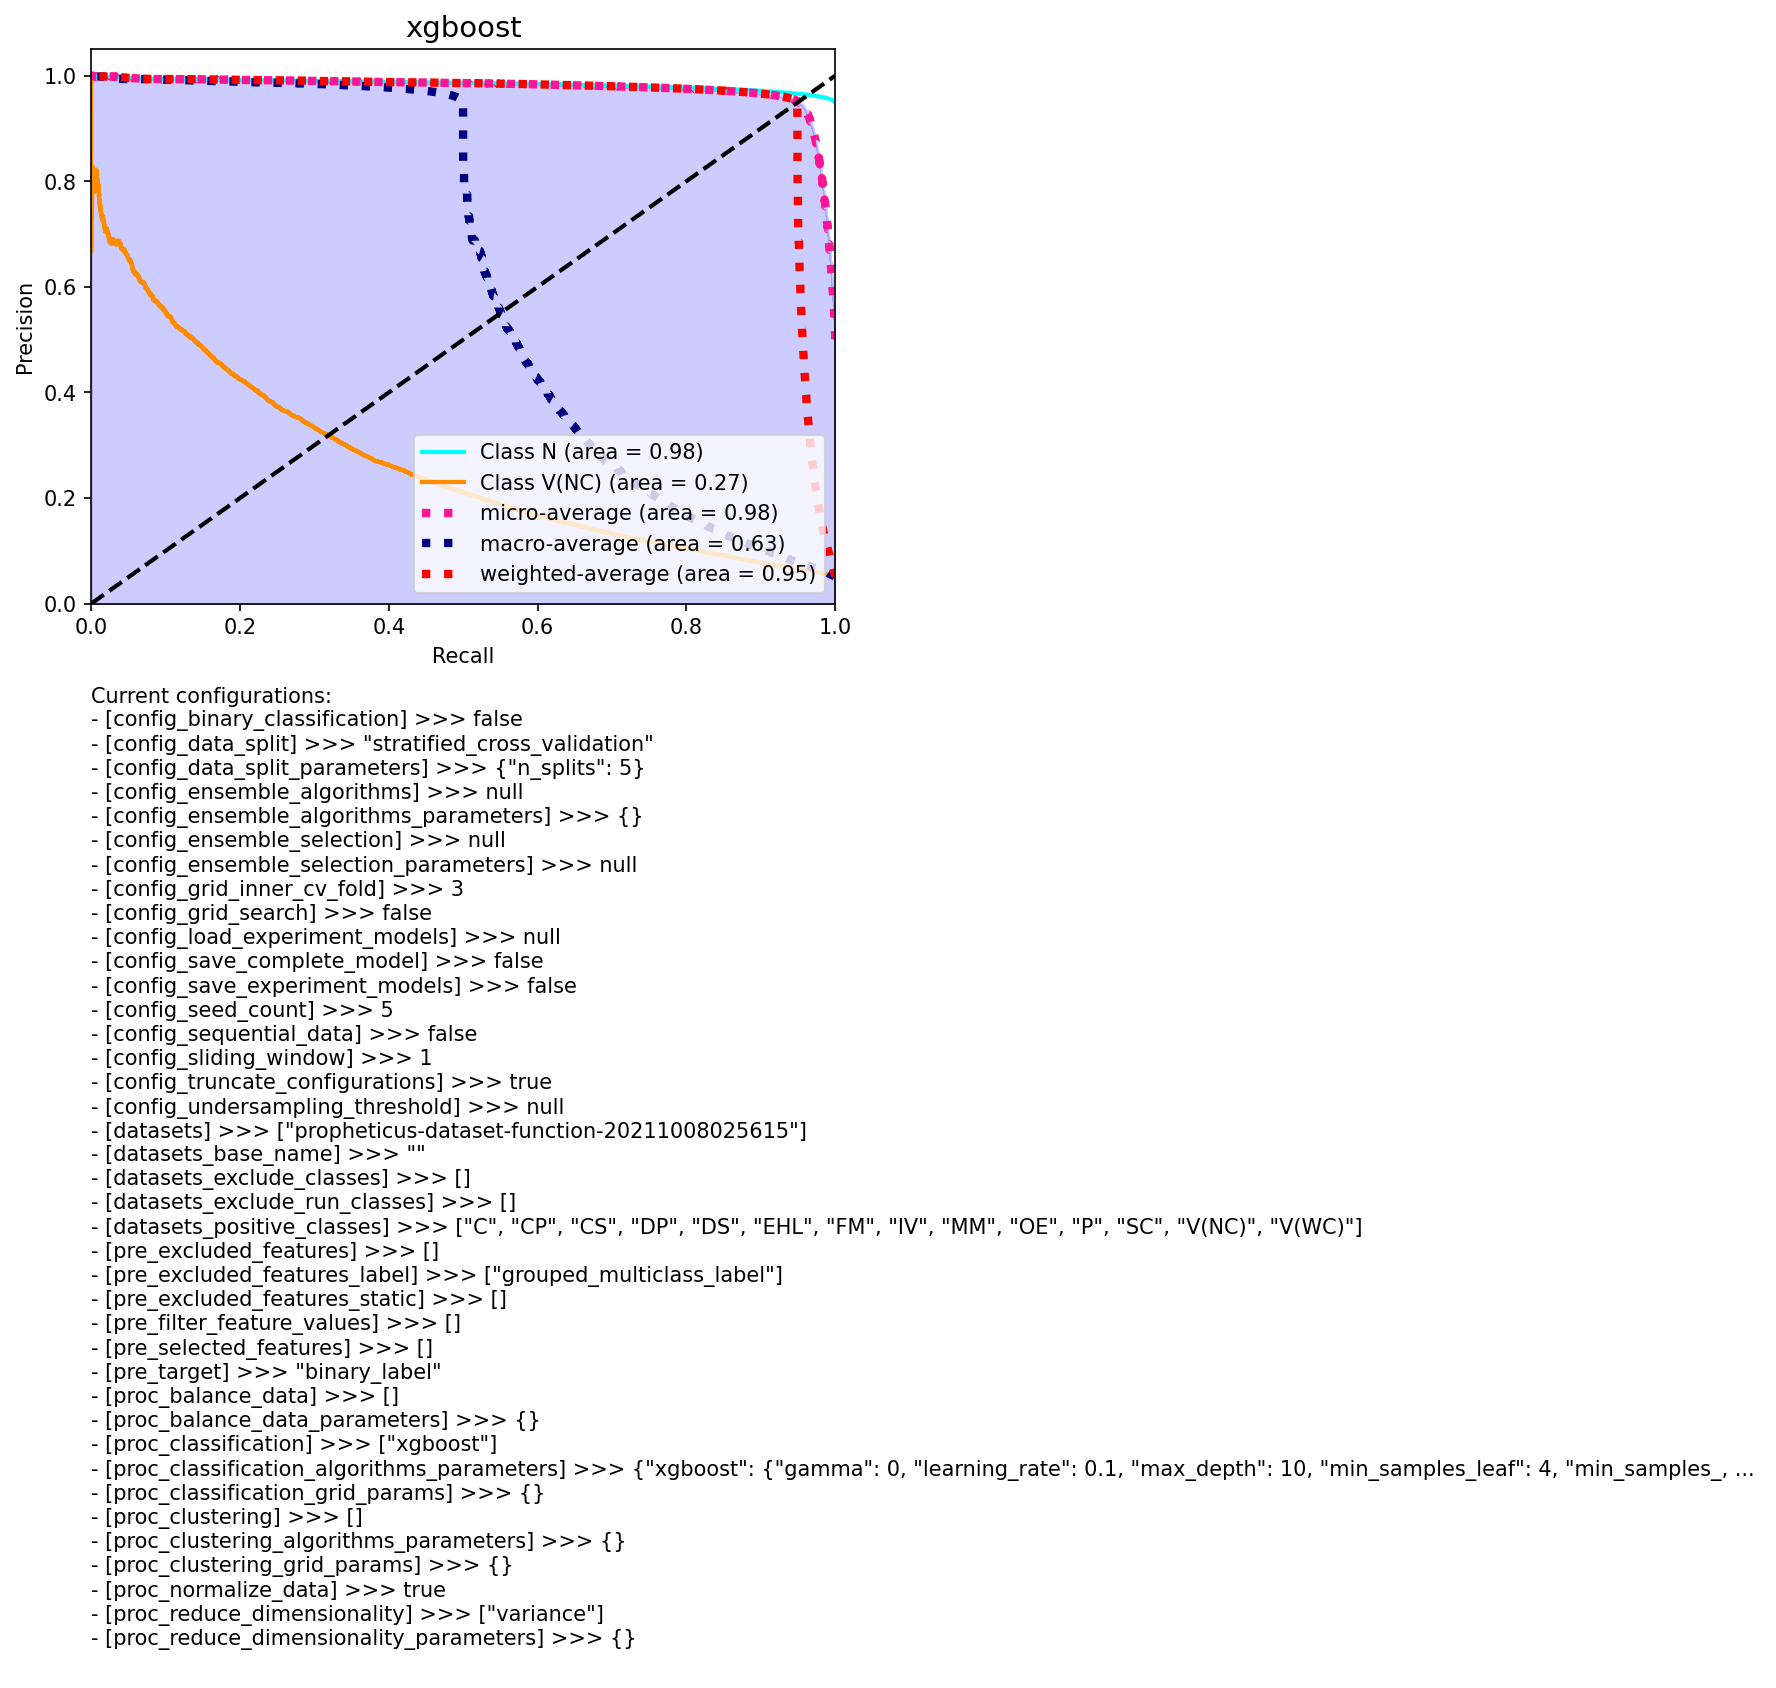 xgboost
1.0
0.8
0.6
0.4
0.2
0.0
Precision
Class N (area = 0.98)
Class V(NC) (area = 0.27)
micro-average (area = 0.98)
macro-average (area = 0.63)
weighted-average (area = 0.95)
0.0 0.2 0.4 0.6 0.8 1.0
Recall
Current configurations:
- [config_binary_classification] >>> false
- [config_data_split] >>> "stratified_cross_validation"
- [config_data_split_parameters] >>> {"n_splits": 5}
- [config_ensemble_algorithms] >>> null
- [config_ensemble_algorithms_parameters] >>> {}
- [config_ensemble_selection] >>> null
- [config_ensemble_selection_parameters] >>> null
- [config_grid_inner_cv_fold] >>> 3
- [config_grid_search] >>> false
- [config_load_experiment_models] >>> null
- [config_save_complete_model] >>> false
- [config_save_experiment_models] >>> false
- [config_seed_count] >>> 5
- [config_sequential_data] >>> false
- [config_sliding_window] >>> 1
- [config_truncate_configurations] >>> true
- [config_undersampling_threshold] >>> null
- [datasets] >>> ["propheticus-dataset-function-20211008025615"]
- [datasets_base_name] >>> ""
- [datasets_exclude_classes] >>> []
- [datasets_exclude_run_classes] >>> []
- [datasets_positive_classes] >>> ["C", "CP", "CS", "DP", "DS", "EHL", "FM", "IV", "MM", "OE", "P", "SC", "V(NC)", "V(WC)"]
- [pre_excluded_features] >>> []
- [pre_excluded_features_label] >>> ["grouped_multiclass_label"]
- [pre_excluded_features_static] >>> []
- [pre_filter_feature_values] >>> []
- [pre_selected_features] >>> []
- [pre_target] >>> "binary_label"
- [proc_balance_data] >>> []
- [proc_balance_data_parameters] >>> {}
- [proc_classification] >>> ["xgboost"]
- [proc_classification_algorithms_parameters] >>> {"xgboost": {"gamma": 0, "learning_rate": 0.1, "max_depth": 10, "min_samples_leaf": 4, "min_samples_, ...
- [proc_classification_grid_params] >>> {}
- [proc_clustering] >>> []
- [proc_clustering_algorithms_parameters] >>> {}
- [proc_clustering_grid_params] >>> {}
- [proc_normalize_data] >>> true
- [proc_reduce_dimensionality] >>> ["variance"]
- [proc_reduce_dimensionality_parameters] >>> {}